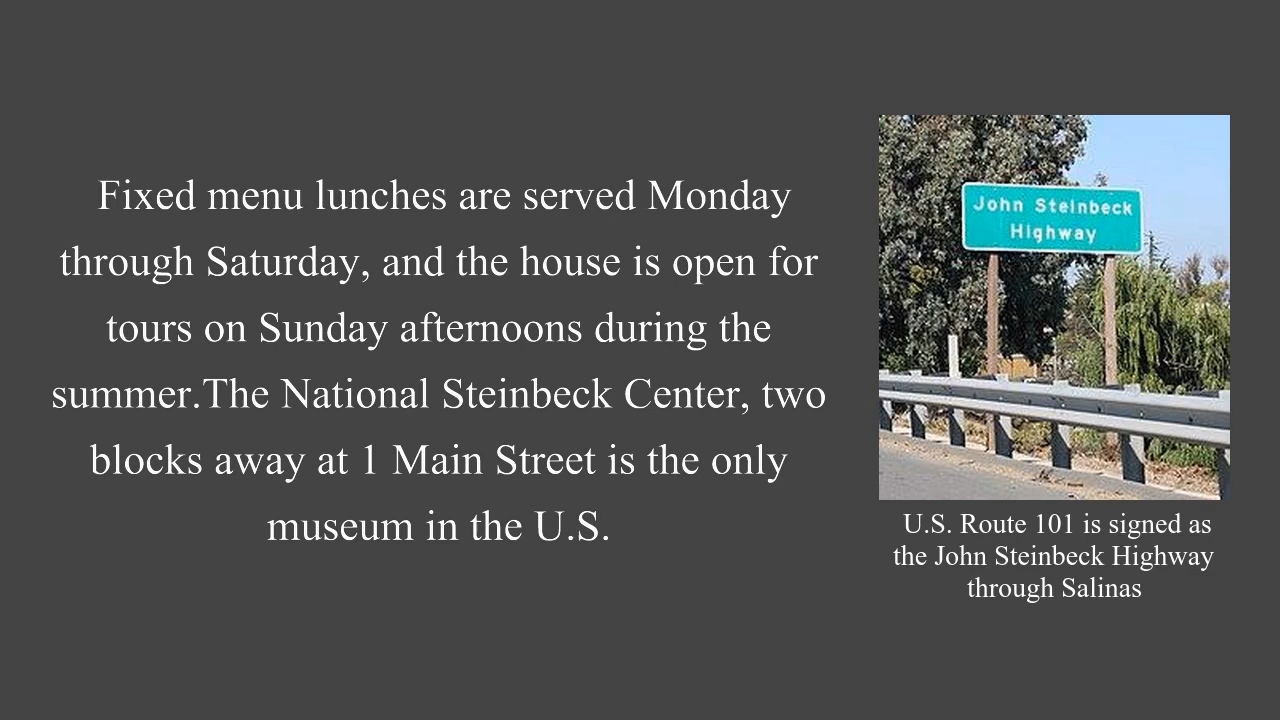 Fixed menu lunches are served Monday
through Saturday, and the house is open for
tours on Sunday afternoons during the
summer.The National Steinbeck Center, two
blocks away at 1 Main Street is the only
museum in the U.S.
John Steinbeck
Highway
U.S. Route 101 is signed as
the John Steinbeck Highway
through Salinas